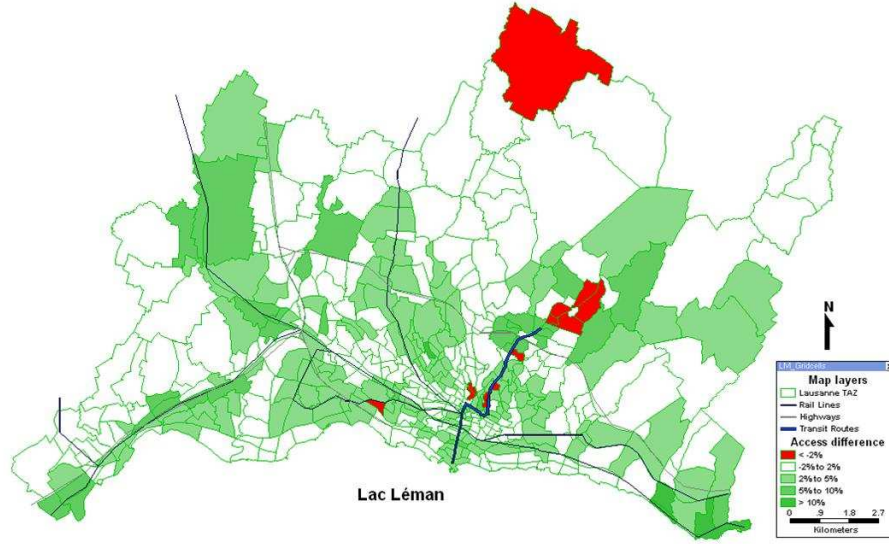 Lac Léman
N
LM_Gridcells
Map layers
Lausanne TAZ
Rail Lines
Highways
Transit Routes
Access difference
< -2%
-2% to 2%
2% to 5%
5% to 10%
> 10%
0 .9 1.8 2.7
Kilometers